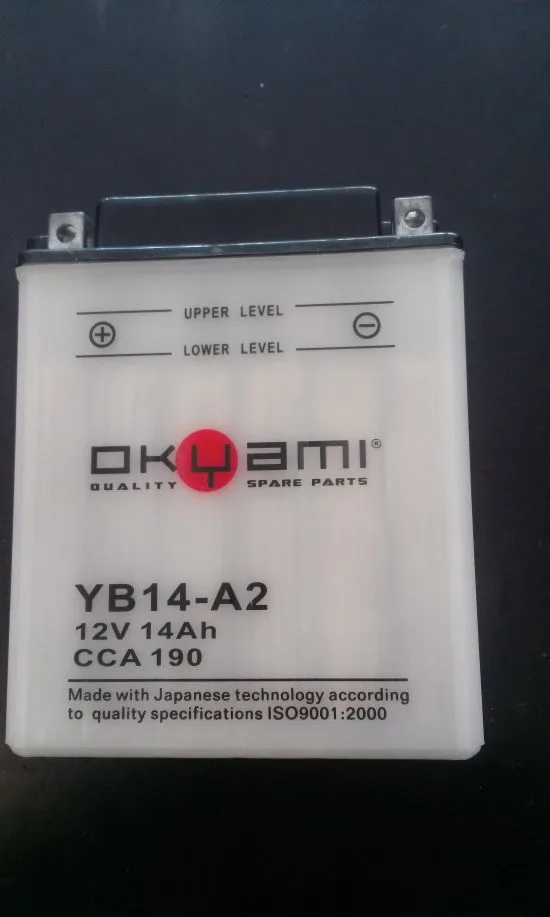 UPPER LEVEL
⊕ ⊖
LOWER LEVEL
OKYAMI®
QUALITY SPARE PARTS
YB14-A2
12V 14Ah
CCA 190
Made with Japanese technology according
to quality specifications ISO9001:2000